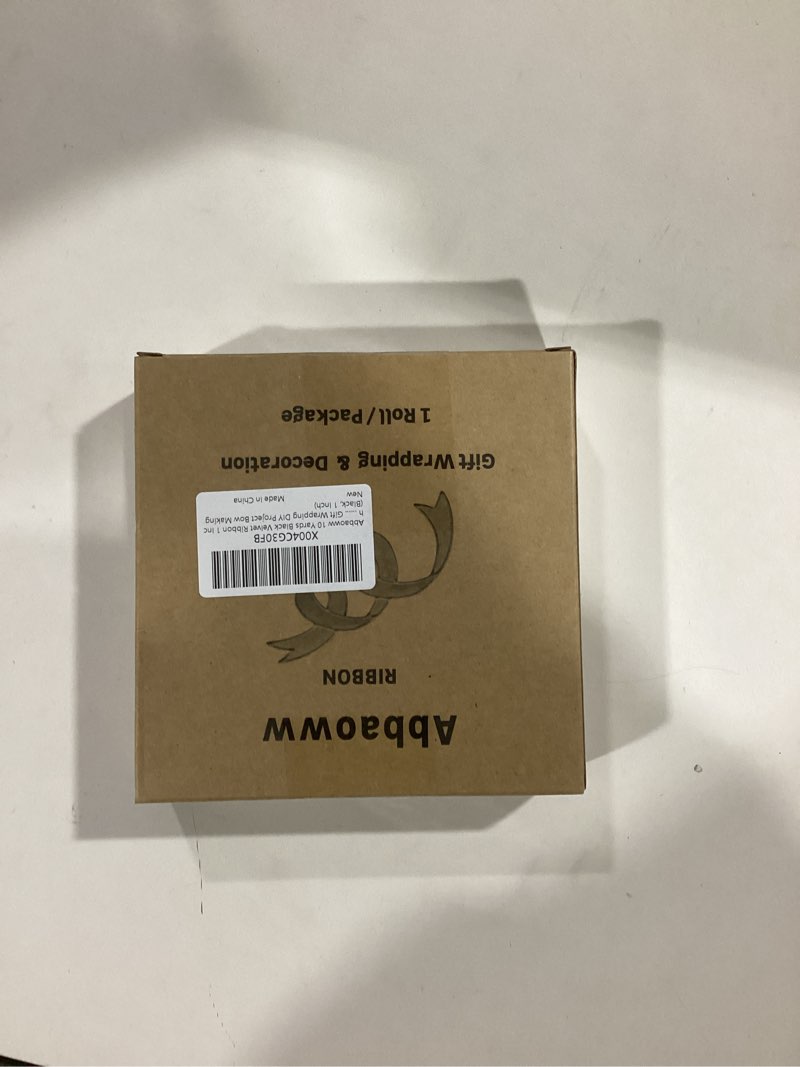 Abbaoww
RIBBON
X004CG30FB
Abbaoww 10 Yards Black Velvet Ribbon 1 Inc
h ..... Gift Wrapping DIY Project Bow Making
(Black, 1 Inch)
New Made in China
Gift Wrapping & Decoration
1 Roll/Package